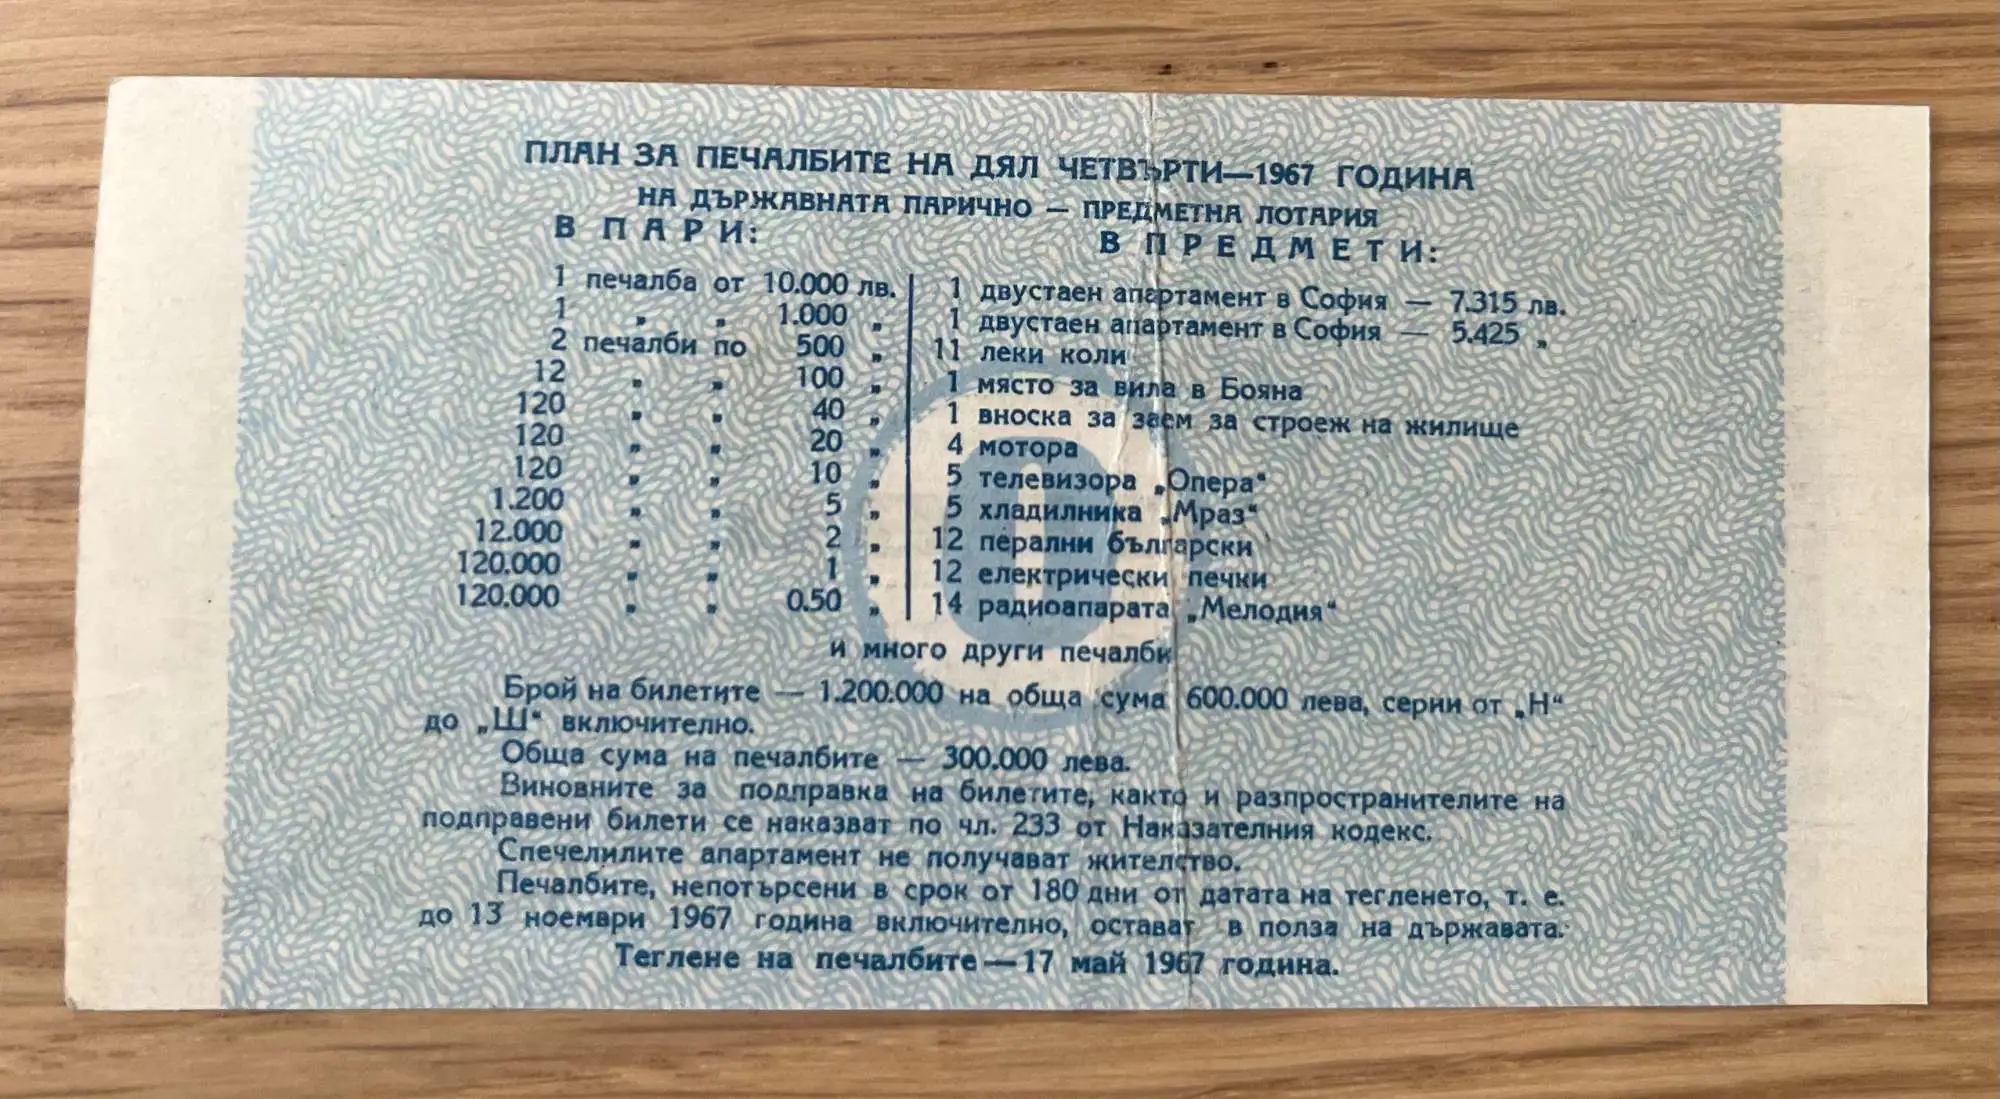 ПЛАН ЗА ПЕЧАЛБИТЕ НА ДЯЛ ЧЕТВЪРТИ—1967 ГОДИНА
НА ДЪРЖАВНАТА ПАРИЧНО — ПРЕДМЕТНА ЛОТАРИЯ
В ПАРИ:
1 печалба от 10.000 лв.
1 „ „ 1.000 „
2 печалби по 500 „
12 „ „ 100 „
120 „ „ 40 „
120 „ „ 20 „
120 „ „ 10 „
1.200 „ „ 5 „
12.000 „ „ 2 „
120.000 „ „ 1 „
120.000 „ „ 0.50 „
В ПРЕДМЕТИ:
1 двустаен апартамент в София — 7.315 лв.
1 двустаен апартамент в София — 5.425 „
11 леки коли
1 място за вила в Бояна
1 вноска за заем за строеж на жилище
4 мотора
5 телевизора „Опера“
5 хладилника „Мраз“
12 перални български
12 електрически печки
14 радиоапарата „Мелодия“
и много други печалби
Брой на билетите — 1.200.000 на обща сума 600.000 лева, серии от „Н“
до „Ш“ включително.
Обща сума на печалбите — 300.000 лева.
Виновните за подправка на билетите, както и разпространителите на
подправени билети се наказват по чл. 233 от Наказателния кодекс.
Спечелилите апартамент не получават жителство.
Печалбите, непотърсени в срок от 180 дни от датата на тегленето, т. е.
до 13 ноември 1967 година включително, остават в полза на държавата.
Теглене на печалбите — 17 май 1967 година.